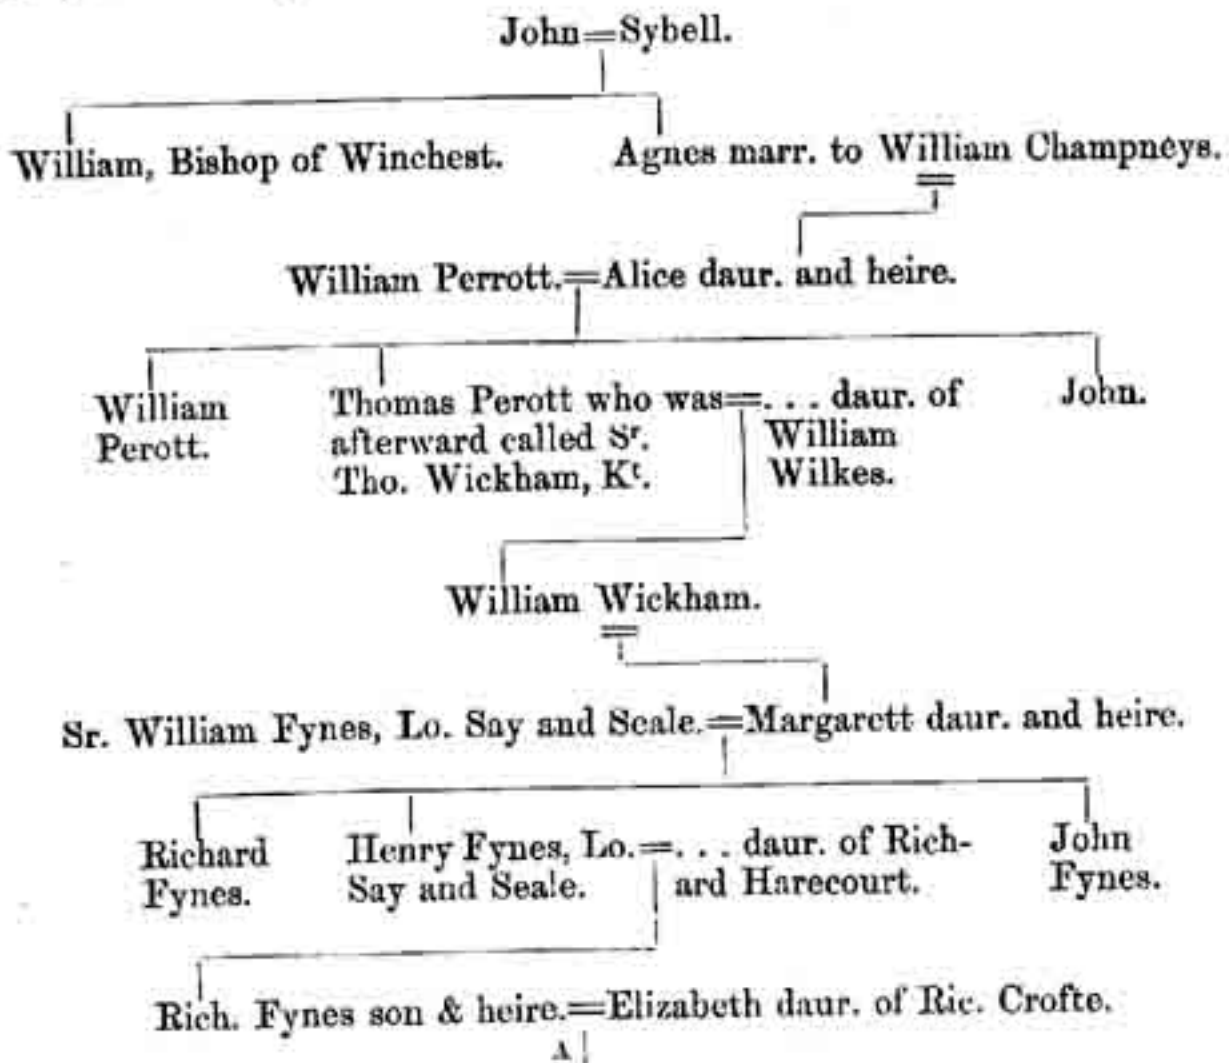 John=Sybell.
William, Bishop of Winchest.
Agnes marr. to William Champneys.
William Perrott.=Alice daur. and heire.
William
Perott.
Thomas Perott who was=. . . daur. of
afterward called Sr.
Tho. Wickham, Kt.
William
Wilkes.
John.
William Wickham.
Sr. William Fynes, Lo. Say and Seale.=Margarett daur. and heire.
Richard
Fynes.
Henry Fynes, Lo.=. . . daur. of Rich-
Say and Seale.
ard Harecourt.
John
Fynes.
Rich. Fynes son & heire.=Elizabeth daur. of Ric. Crofte.
A